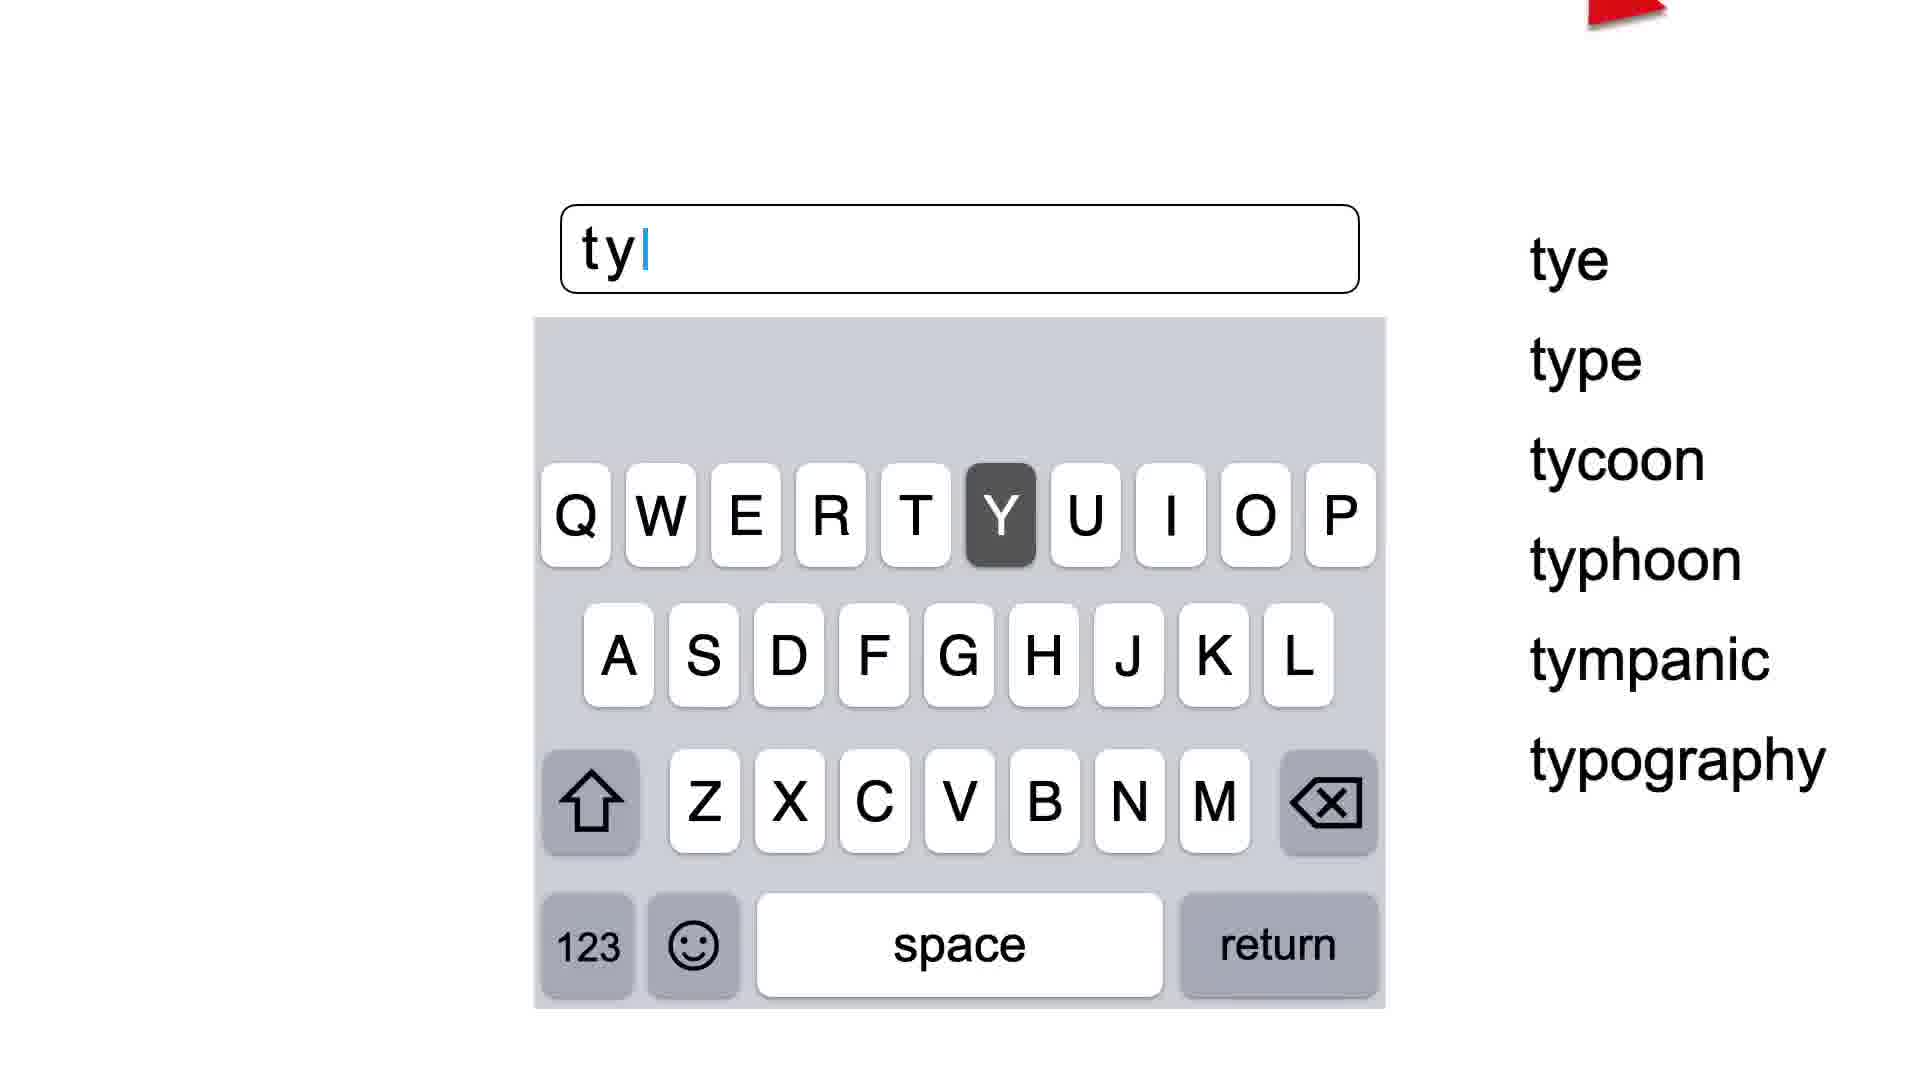 ty
tye
type
tycoon
typhoon
tympanic
typography
Q W E R T Y U I O P
A S D F G H J K L
Z X C V B N M
123 space return